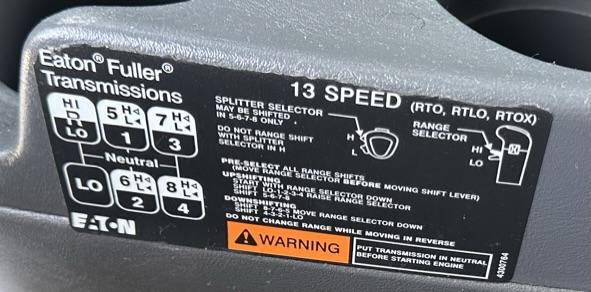 Eaton® Fuller®
Transmissions
13 SPEED (RTO, RTLO, RTOX)
HI
R
LO
5 H L
1
7 H L
3
Neutral
LO
6 H L
2
8 H L
4
EATON
SPLITTER SELECTOR
MAY BE SHIFTED
IN 5-6-7-8 ONLY
DO NOT RANGE SHIFT
WITH SPLITTER
SELECTOR IN H
H
L
RANGE
SELECTOR
HI
LO
PRE-SELECT ALL RANGE SHIFTS
(MOVE RANGE SELECTOR BEFORE MOVING SHIFT LEVER)
UPSHIFTING
START WITH RANGE SELECTOR DOWN
SHIFT LO-1-2-3-4 RAISE RANGE SELECTOR
SHIFT 5-6-7-8
DOWNSHIFTING
SHIFT 8-7-6-5 MOVE RANGE SELECTOR DOWN
SHIFT 4-3-2-1-LO
DO NOT CHANGE RANGE WHILE MOVING IN REVERSE
WARNING
PUT TRANSMISSION IN NEUTRAL
BEFORE STARTING ENGINE
4300764